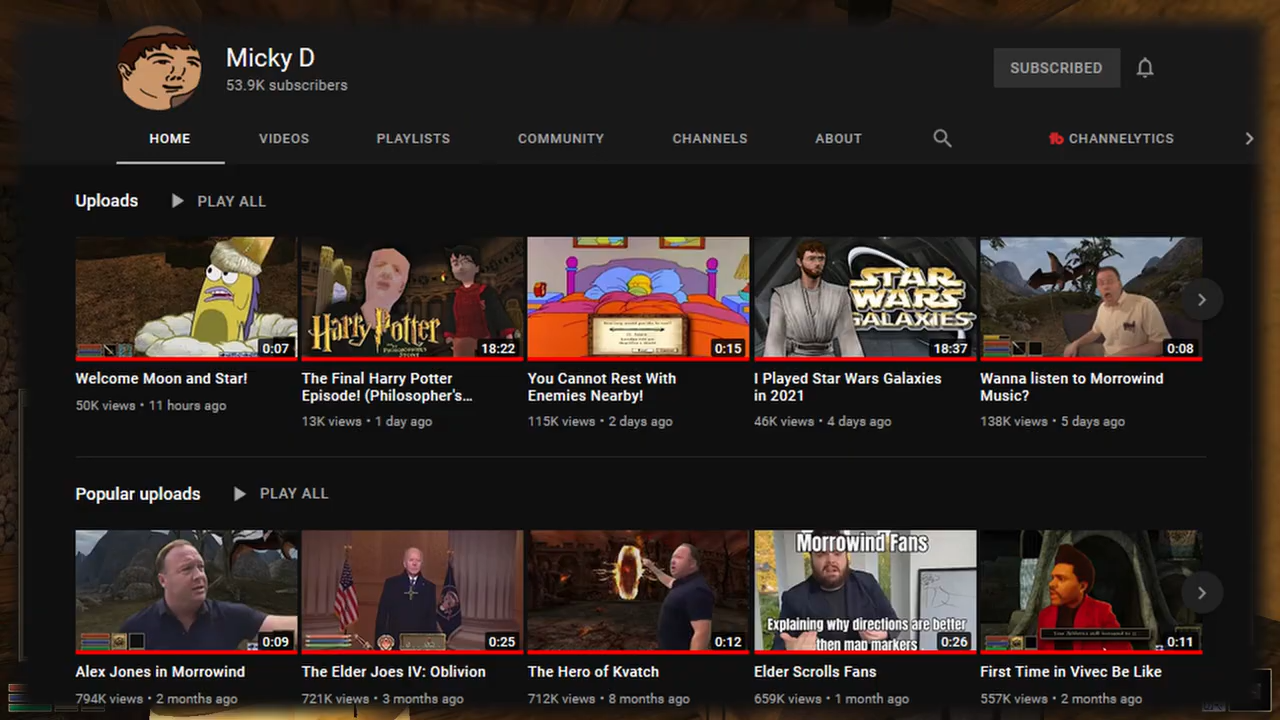 Micky D
53.9K subscribers
SUBSCRIBED
HOME
VIDEOS
PLAYLISTS
COMMUNITY
CHANNELS
ABOUT
CHANNELYTICS
Uploads
PLAY ALL
0:07
Harry Potter
18:22
0:15
STAR
WARS
GALAXIES
18:37
0:08
Welcome Moon and Star!
50K views • 11 hours ago
The Final Harry Potter
Episode! (Philosopher's...
13K views • 1 day ago
You Cannot Rest With
Enemies Nearby!
115K views • 2 days ago
I Played Star Wars Galaxies
in 2021
46K views • 4 days ago
Wanna listen to Morrowind
Music?
138K views • 5 days ago
Popular uploads
PLAY ALL
0:09
0:25
0:12
Morrowind Fans
Explaining why directions are better
then map markers
0:26
0:11
Alex Jones in Morrowind
794K views • 2 months ago
The Elder Joes IV: Oblivion
721K views • 3 months ago
The Hero of Kvatch
712K views • 8 months ago
Elder Scrolls Fans
659K views • 1 month ago
First Time in Vivec Be Like
557K views • 2 months ago